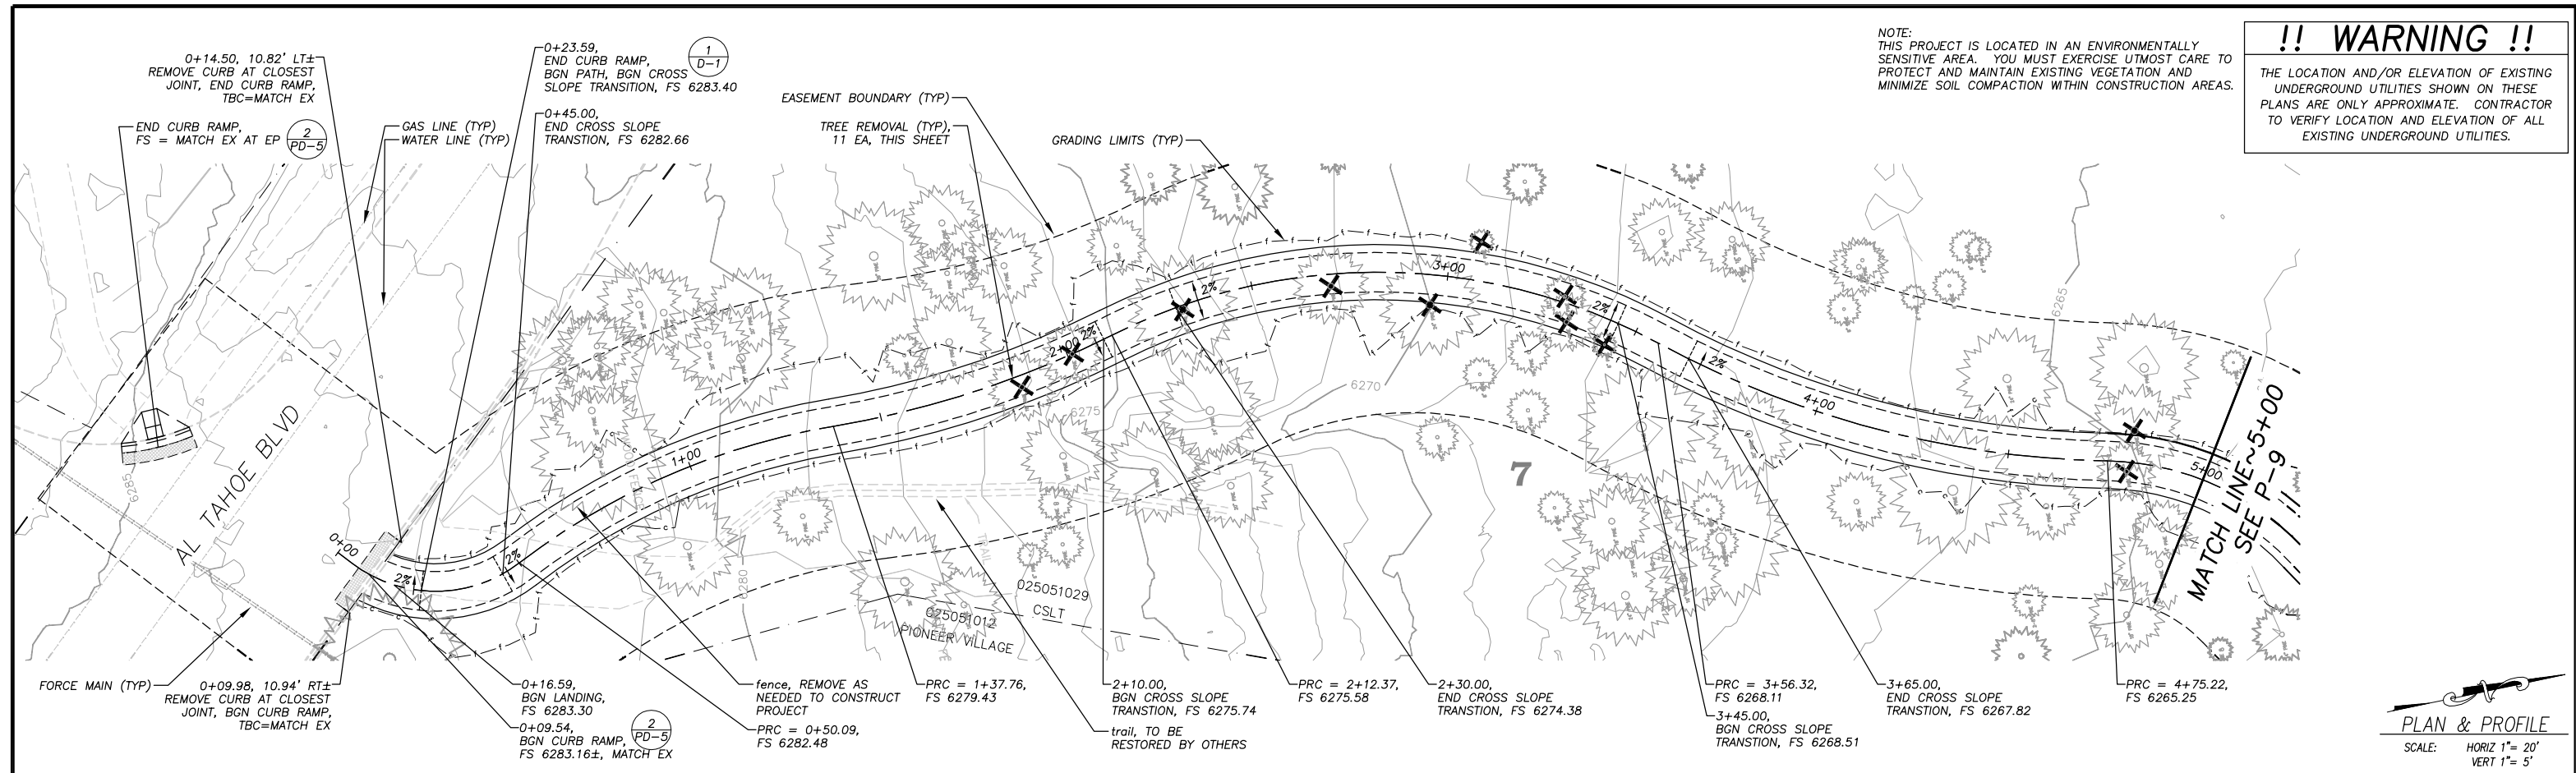 0+14.50, 10.82' LT±
REMOVE CURB AT CLOSEST
JOINT, END CURB RAMP,
TBC=MATCH EX
END CURB RAMP,
FS = MATCH EX AT EP
2
PD-5
GAS LINE (TYP)
WATER LINE (TYP)
0+23.59,
END CURB RAMP,
BGN PATH, BGN CROSS
SLOPE TRANSITION, FS 6283.40
1
D-1
0+45.00,
END CROSS SLOPE
TRANSTION, FS 6282.66
EASEMENT BOUNDARY (TYP)
TREE REMOVAL (TYP),
11 EA, THIS SHEET
GRADING LIMITS (TYP)
NOTE:
THIS PROJECT IS LOCATED IN AN ENVIRONMENTALLY
SENSITIVE AREA. YOU MUST EXERCISE UTMOST CARE TO
PROTECT AND MAINTAIN EXISTING VEGETATION AND
MINIMIZE SOIL COMPACTION WITHIN CONSTRUCTION AREAS.
!! WARNING !!
THE LOCATION AND/OR ELEVATION OF EXISTING
UNDERGROUND UTILITIES SHOWN ON THESE
PLANS ARE ONLY APPROXIMATE. CONTRACTOR
TO VERIFY LOCATION AND ELEVATION OF ALL
EXISTING UNDERGROUND UTILITIES.
6285
AL TAHOE BLVD
0+00
2%
2%
FENCE
1+00
6280
TRAIL
2+00
2%
6275
2%
6270
3+00
2%
2%
7
4+00
6265
5+00
MATCH LINE~5+00
SEE P-9
025051029
CSLT
025051012
PIONEER VILLAGE
FORCE MAIN (TYP)
0+09.98, 10.94' RT±
REMOVE CURB AT CLOSEST
JOINT, BGN CURB RAMP,
TBC=MATCH EX
0+16.59,
BGN LANDING,
FS 6283.30
0+09.54,
BGN CURB RAMP,
FS 6283.16±, MATCH EX
2
PD-5
fence, REMOVE AS
NEEDED TO CONSTRUCT
PROJECT
PRC = 0+50.09,
FS 6282.48
PRC = 1+37.76,
FS 6279.43
trail, TO BE
RESTORED BY OTHERS
2+10.00,
BGN CROSS SLOPE
TRANSTION, FS 6275.74
PRC = 2+12.37,
FS 6275.58
2+30.00,
END CROSS SLOPE
TRANSTION, FS 6274.38
PRC = 3+56.32,
FS 6268.11
3+45.00,
BGN CROSS SLOPE
TRANSTION, FS 6268.51
3+65.00,
END CROSS SLOPE
TRANSTION, FS 6267.82
PRC = 4+75.22,
FS 6265.25
PLAN & PROFILE
SCALE: HORIZ 1"= 20'
VERT 1"= 5'